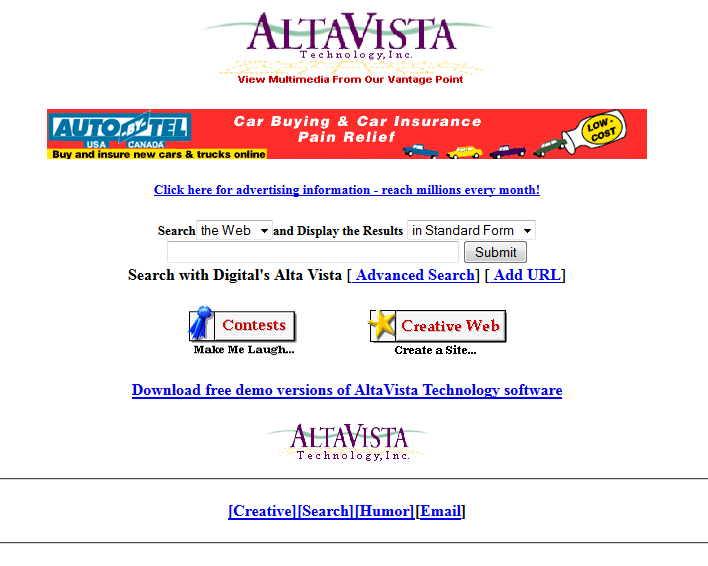 ALTAVISTA
Technology, Inc.
View Multimedia From Our Vantage Point
AUTO BY TEL
USA CANADA
Buy and insure new cars & trucks online
Car Buying & Car Insurance
Pain Relief
LOW-COST
Click here for advertising information - reach millions every month!
Search the Web and Display the Results in Standard Form
Submit
Search with Digital's Alta Vista [ Advanced Search] [ Add URL]
Contests
Make Me Laugh...
Creative Web
Create a Site...
Download free demo versions of AltaVista Technology software
ALTAVISTA
Technology, Inc.
[Creative][Search][Humor][Email]